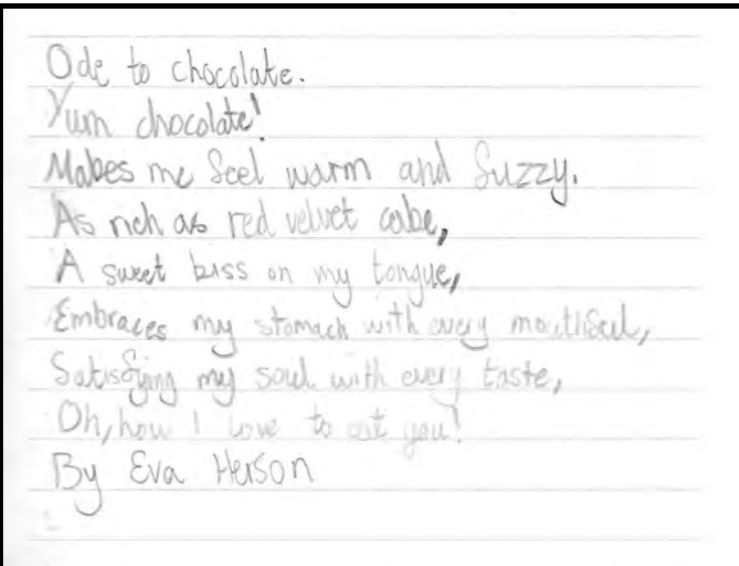 Ode to chocolate.
Yum chocolate!
Makes me feel warm and fuzzy.
As rich as red velvet cake,
A sweet kiss on my tongue,
Embraces my stomach with every mouthful,
Satisfying my soul with every taste,
Oh, how I love to eat you!
By Eva Herson